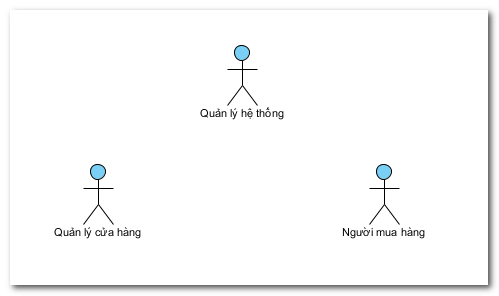 Quản lý hệ thống
Quản lý cửa hàng
Người mua hàng